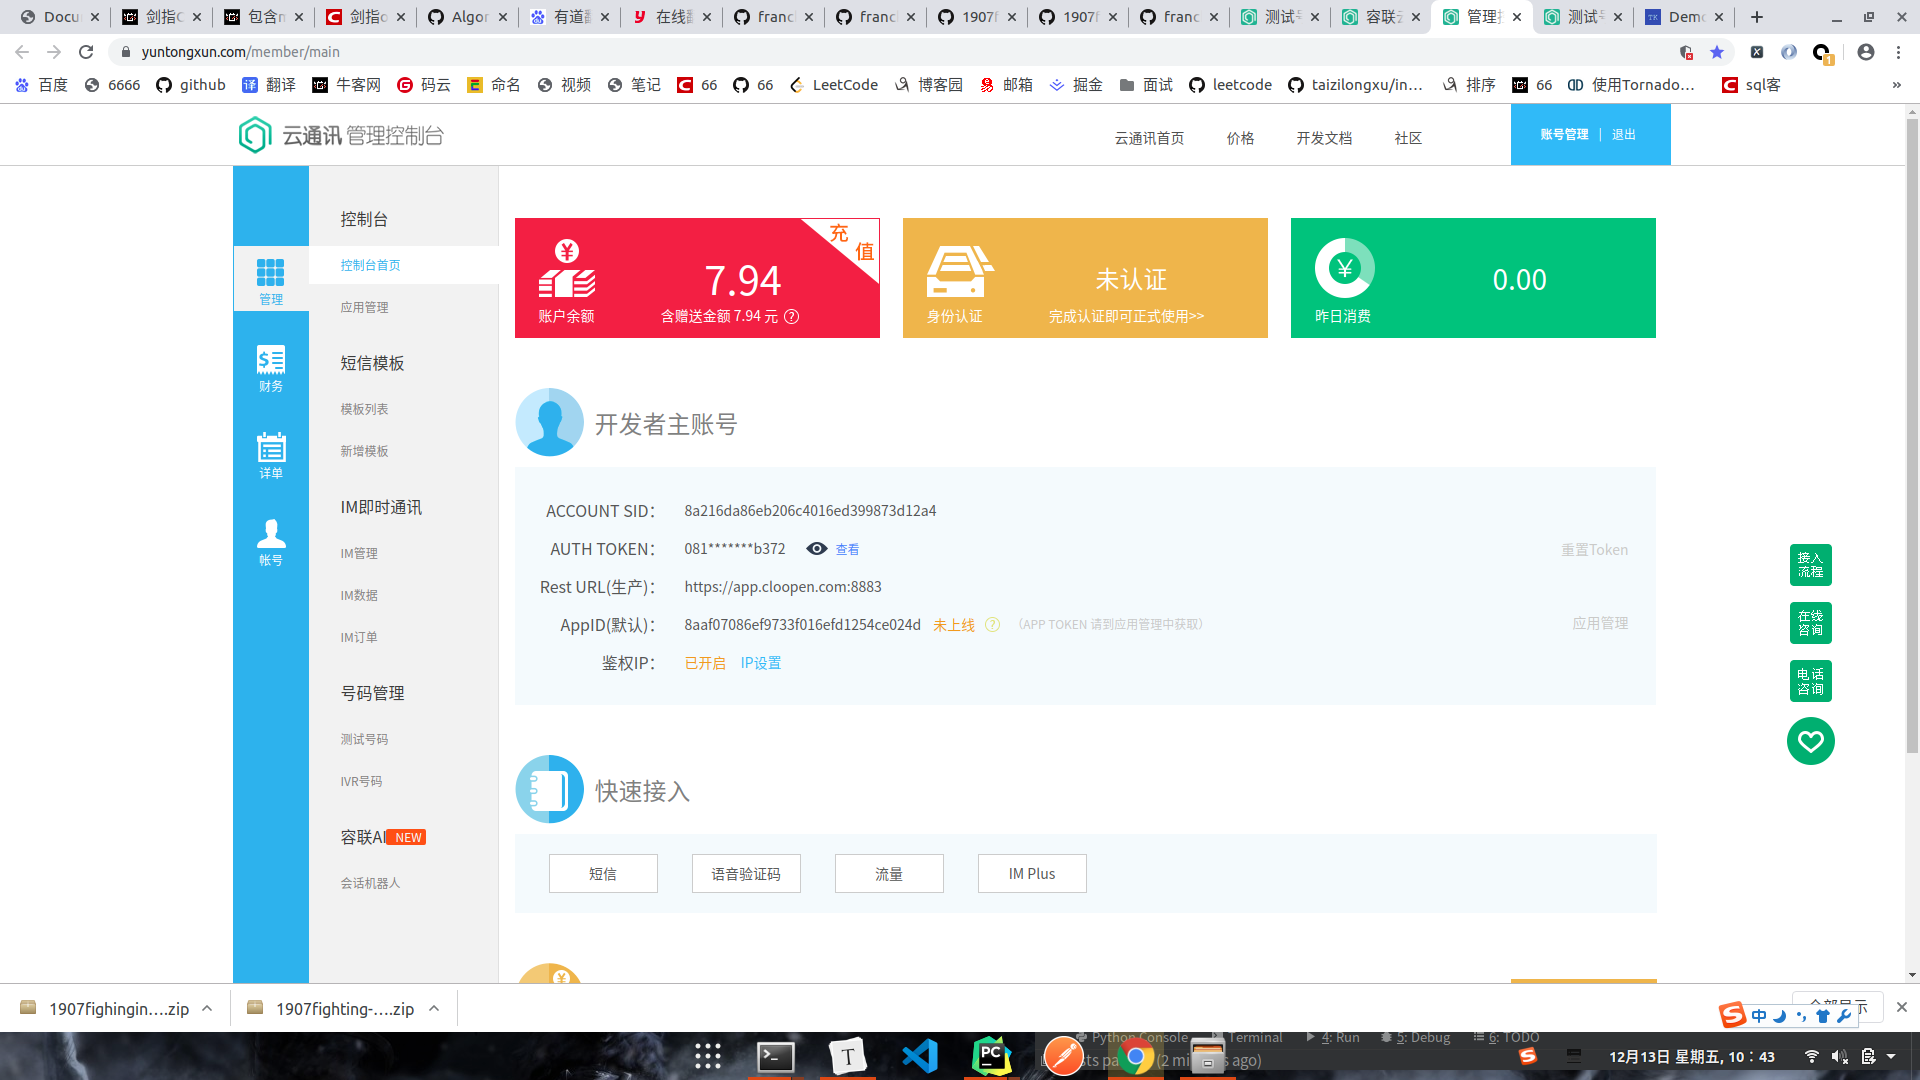 Docu
剑指C
包含m
剑指o
Algor
有道
在线翻
franc
franc
1907f
1907f
franc
测试号
容联云
管理控
测试号
Demo
yuntongxun.com/member/main
1
百度
6666
github
翻译
牛客网
码云
命名
视频
笔记
66
66
LeetCode
博客园
邮箱
掘金
面试
leetcode
taizilongxu/in...
排序
66
使用Tornado...
sql客
»
云通讯 管理控制台
云通讯首页
价格
开发文档
社区
账号管理 | 退出
管理
财务
详单
帐号
控制台
控制台首页
应用管理
短信模板
模板列表
新增模板
IM即时通讯
IM管理
IM数据
IM订单
号码管理
测试号码
IVR号码
容联AI NEW
会话机器人
充值
7.94
账户余额
含赠送金额 7.94 元 ?
未认证
身份认证
完成认证即可正式使用>>
0.00
昨日消费
开发者主账号
ACCOUNT SID： 8a216da86eb206c4016ed399873d12a4
AUTH TOKEN： 081*******b372 查看 重置Token
Rest URL(生产)： https://app.cloopen.com:8883
AppID(默认)： 8aaf07086ef9733f016efd1254ce024d 未上线 ? （APP TOKEN 请到应用管理中获取） 应用管理
鉴权IP： 已开启 IP设置
快速接入
短信
语音验证码
流量
IM Plus
接入
流程
在线
咨询
电话
咨询
1907fighingin....zip
1907fighting-....zip
全部显示
中
Python Console
Terminal
4: Run
5: Debug
6: TODO
12月13日 星期五, 10：43